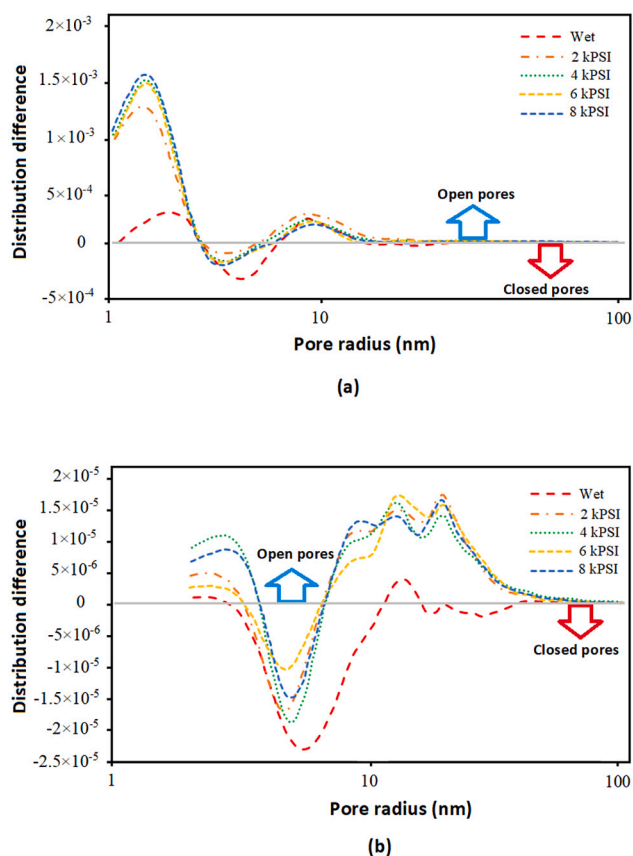 2×10⁻³
1.5×10⁻³
1×10⁻³
5×10⁻⁴
0
-5×10⁻⁴
Distribution difference
Wet
2 kPSI
4 kPSI
6 kPSI
8 kPSI
Open pores
Closed pores
1
10
100
Pore radius (nm)
(a)
2×10⁻⁵
1.5×10⁻⁵
1×10⁻⁵
5×10⁻⁶
0
-5×10⁻⁶
-1×10⁻⁵
-1.5×10⁻⁵
-2×10⁻⁵
-2.5×10⁻⁵
Distribution difference
Wet
2 kPSI
4 kPSI
6 kPSI
8 kPSI
Open pores
Closed pores
1
10
100
Pore radius (nm)
(b)